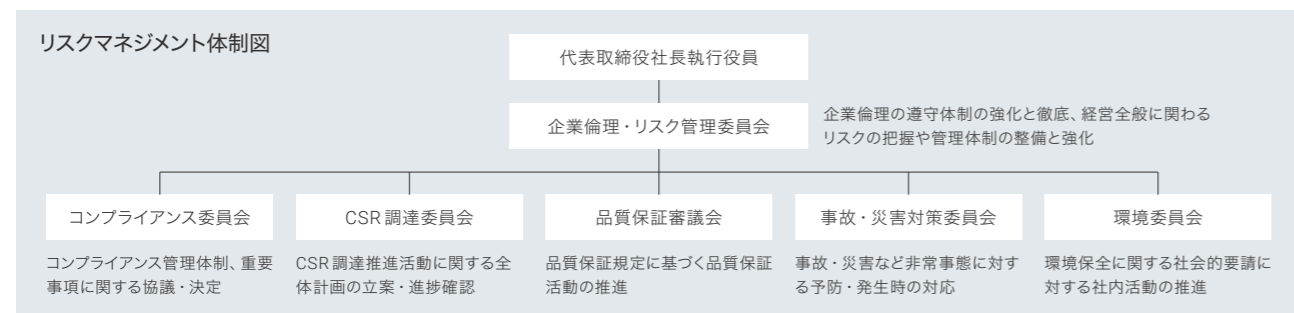 リスクマネジメント体制図
代表取締役社長執行役員
企業倫理・リスク管理委員会
企業倫理の遵守体制の強化と徹底、経営全般に関わる
リスクの把握や管理体制の整備と強化
コンプライアンス委員会
コンプライアンス管理体制、重要
事項に関する協議・決定
CSR調達委員会
CSR調達推進活動に関する全
体計画の立案・進捗確認
品質保証審議会
品質保証規定に基づく品質保証
活動の推進
事故・災害対策委員会
事故・災害など非常事態に対す
る予防・発生時の対応
環境委員会
環境保全に関する社会的要請に
対する社内活動の推進